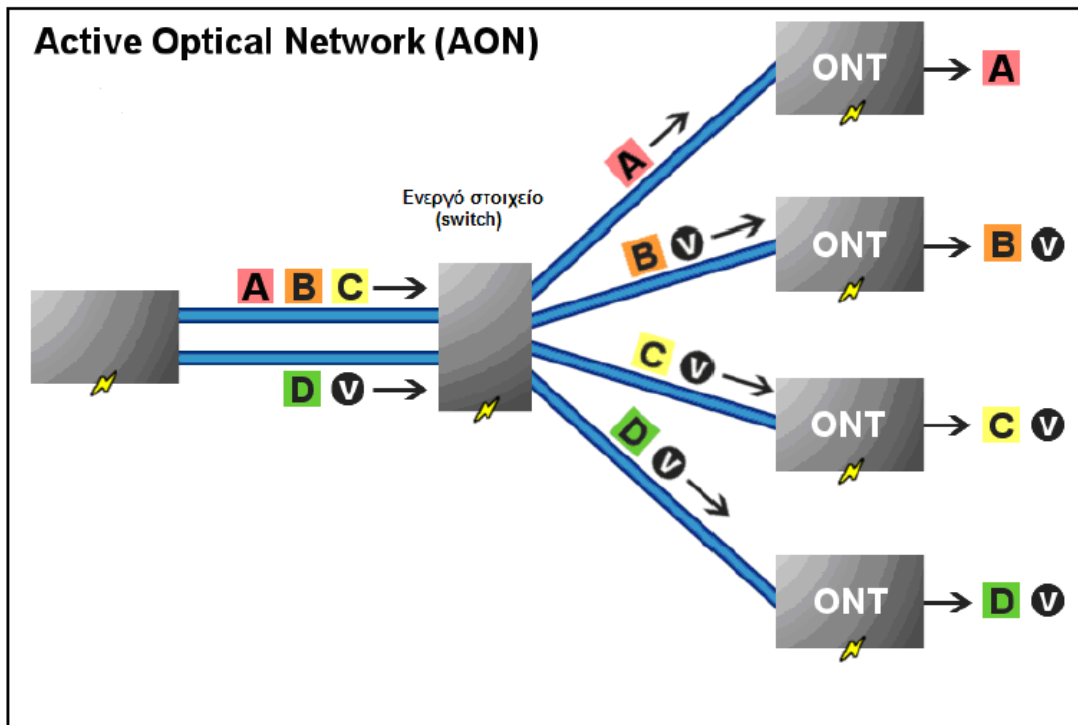 Active Optical Network (AON)
ONT
A
A
Ενεργό στοιχείο
(switch)
B v
ONT
B v
A B C
D v
C v
ONT
C v
D v
ONT
D v